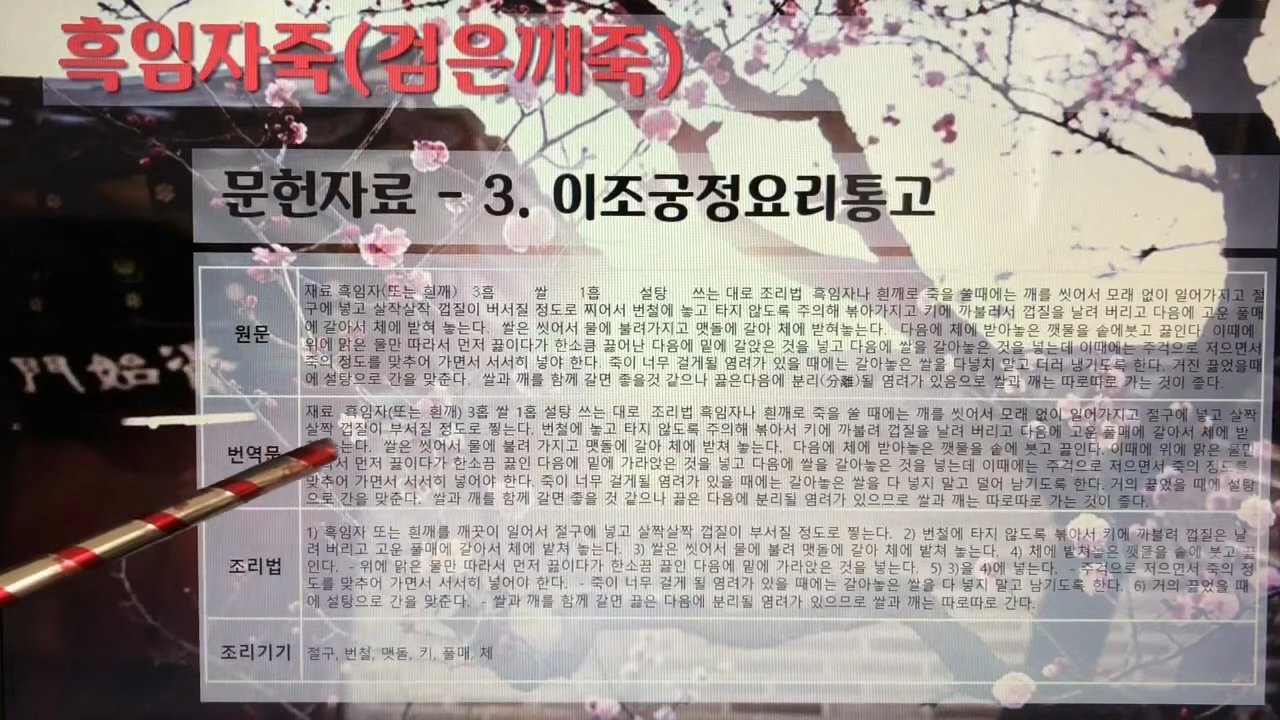 흑임자죽(검은깨죽)
문헌자료 - 3. 이조궁정요리통고
원문
재료 흑임자(또는 흰깨) 3홉 쌀 1홉 설탕 쓰는 대로 조리법 흑임자나 흰깨로 죽을 쑬때에는 깨를 씻어서 모래 없이 일어가지고 절
구에 넣고 살작살작 껍질이 버서질 정도로 찌어서 번철에 놓고 타지 않도록 주의해 볶아가지고 키에 까불러서 껍질을 날려 버리고 다음에 고운 풀매
에 갈아서 체에 받혀 놓는다. 쌀은 씻어서 물에 불려가지고 맷돌에 갈아 체에 받혀놓는다. 다음에 체에 받아놓은 깻물을 솥에붓고 끓인다. 이때에
위에 맑은 물만 따라서 먼저 끓이다가 한소큼 끓어난 다음에 밑에 갈앉은 것을 넣고 다음에 쌀을 갈아놓은 것을 넣는데 이때에는 주걱으로 저으면서
죽의 정도를 맞추어 가면서 서서히 넣야 한다. 죽이 너무 걸게될 염려가 있을 때에는 갈아놓은 쌀을 다넣치 말고 더러 냉기도록 한다. 거진 끓었을때
에 설탕으로 간을 맞춘다. 쌀과 깨를 함께 갈면 좋을것 같으나 끓은다음에 분리(分離)될 염려가 있음으로 쌀과 깨는 따로따로 가는 것이 좋다.
번역문
재료 흑임자(또는 흰깨) 3홉 쌀 1홉 설탕 쓰는 대로 조리법 흑임자나 흰깨로 죽을 쑬 때에는 깨를 씻어서 모래 없이 일어가지고 절구에 넣고 살짝
살짝 껍질이 부서질 정도로 찧는다. 번철에 놓고 타지 않도록 주의해 볶아서 키에 까불려 껍질을 날려 버리고 다음에 고운 풀매에 갈아서 체에 받
는다. 쌀은 씻어서 물에 불려 가지고 맷돌에 갈아 체에 받쳐 놓는다. 다음에 체에 받아놓은 깻물을 솥에 붓고 끓인다. 이때에 위에 맑은 물만
서 먼저 끓이다가 한소끔 끓인 다음에 밑에 가라앉은 것을 넣고 다음에 쌀을 갈아놓은 것을 넣는데 이때에는 주걱으로 저으면서 죽의 정도를
맞추어 가면서 서서히 넣어야 한다. 죽이 너무 걸게될 염려가 있을 때에는 갈아놓은 쌀을 다 넣지 말고 덜어 남기도록 한다. 거의 끓었을 때에 설탕
으로 간을 맞춘다. 쌀과 깨를 함께 갈면 좋을 것 같으나 끓은 다음에 분리될 염려가 있으므로 쌀과 깨는 따로따로 가는 것이 좋다.
조리법
1) 흑임자 또는 흰깨를 깨끗이 일어서 절구에 넣고 살짝살짝 껍질이 부서질 정도로 찧는다. 2) 번철에 타지 않도록 볶아서 키에 까불려 껍질은 날
려 버리고 고운 풀매에 갈아서 체에 받쳐 놓는다. 3) 쌀은 씻어서 물에 불려 맷돌에 갈아 체에 밭쳐 놓는다. 4) 체에 밭쳐놓은 깻물을 솥에 붓고 끓
인다. - 위에 맑은 물만 따라서 먼저 끓이다가 한소끔 끓인 다음에 밑에 가라앉은 것을 넣는다. 5) 3)을 4)에 넣는다. - 주걱으로 저으면서 죽의 정
도를 맞추어 가면서 서서히 넣어야 한다. - 죽이 너무 걸게 될 염려가 있을 때에는 갈아놓은 쌀을 다 넣지 말고 남기도록 한다. 6) 거의 끓었을 때
에 설탕으로 간을 맞춘다. - 쌀과 깨를 함께 갈면 끓은 다음에 분리될 염려가 있으므로 쌀과 깨는 따로따로 간다.
조리기기
절구, 번철, 맷돌, 키, 풀매, 체